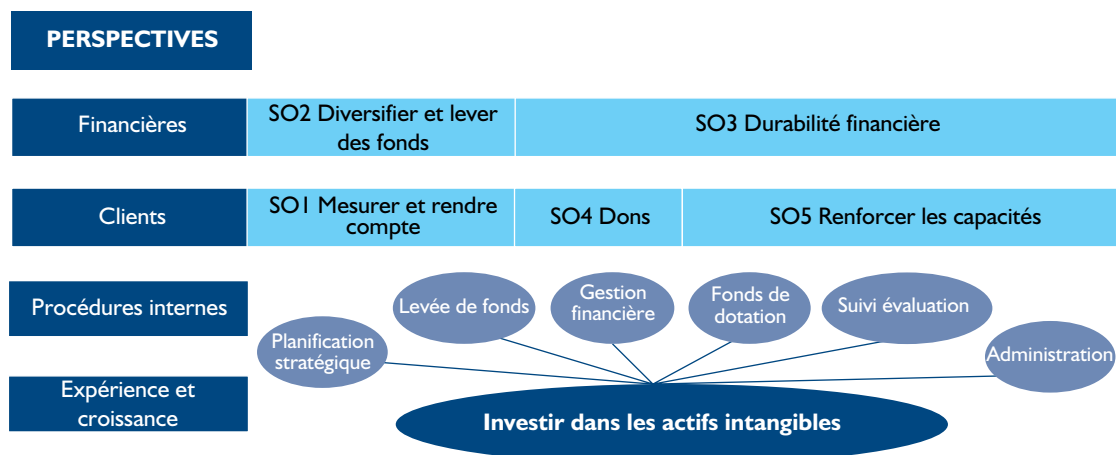 PERSPECTIVES
Financières
SO2 Diversifier et lever
des fonds
SO3 Durabilité financière
Clients
SO1 Mesurer et rendre
compte
SO4 Dons
SO5 Renforcer les capacités
Procédures internes
Planification
stratégique
Levée de fonds
Gestion
financière
Fonds de
dotation
Suivi évaluation
Administration
Expérience et
croissance
Investir dans les actifs intangibles